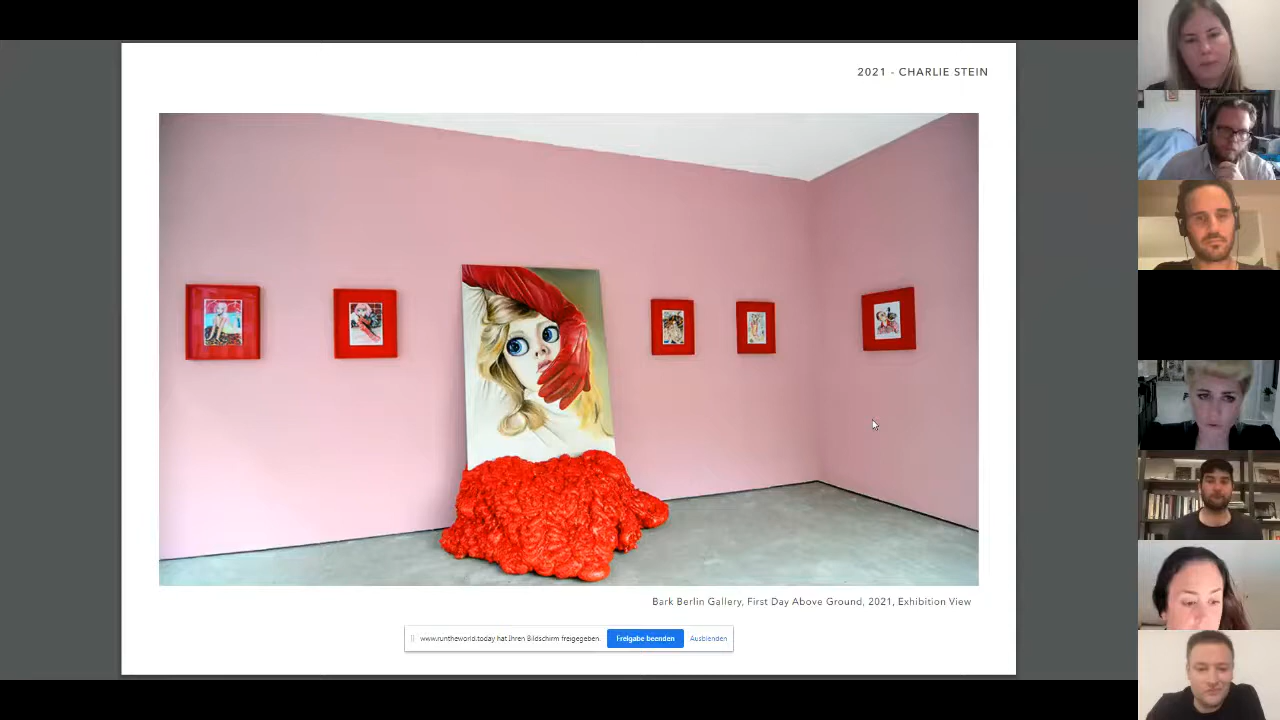 2021 - CHARLIE STEIN
Bark Berlin Gallery, First Day Above Ground, 2021, Exhibition View
www.runtheworld.today hat Ihren Bildschirm freigegeben. Freigabe beenden Ausblenden